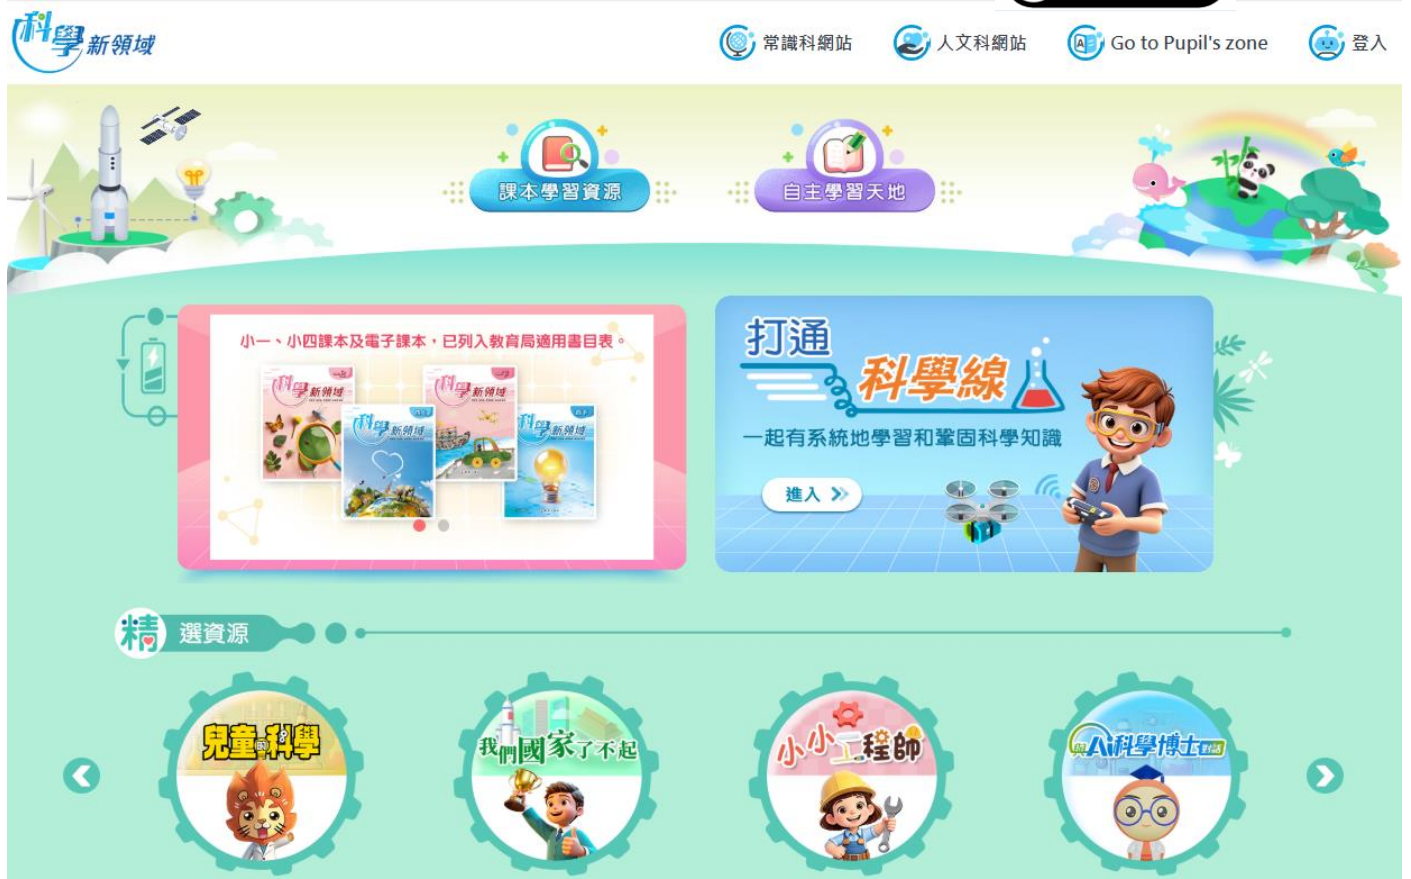 科學 新領域
常識科網站
人文科網站
Go to Pupil's zone
登入
課本學習資源
自主學習天地
小一、小四課本及電子課本，已列入教育局適用書目表。
科學 新領域
科學 新領域
科學 新領域
科學 新領域
打通
科學線
一起有系統地學習和鞏固科學知識
進入
精選資源
兒童的科學
我們國家了不起
小小工程師
與AI科學博士對話